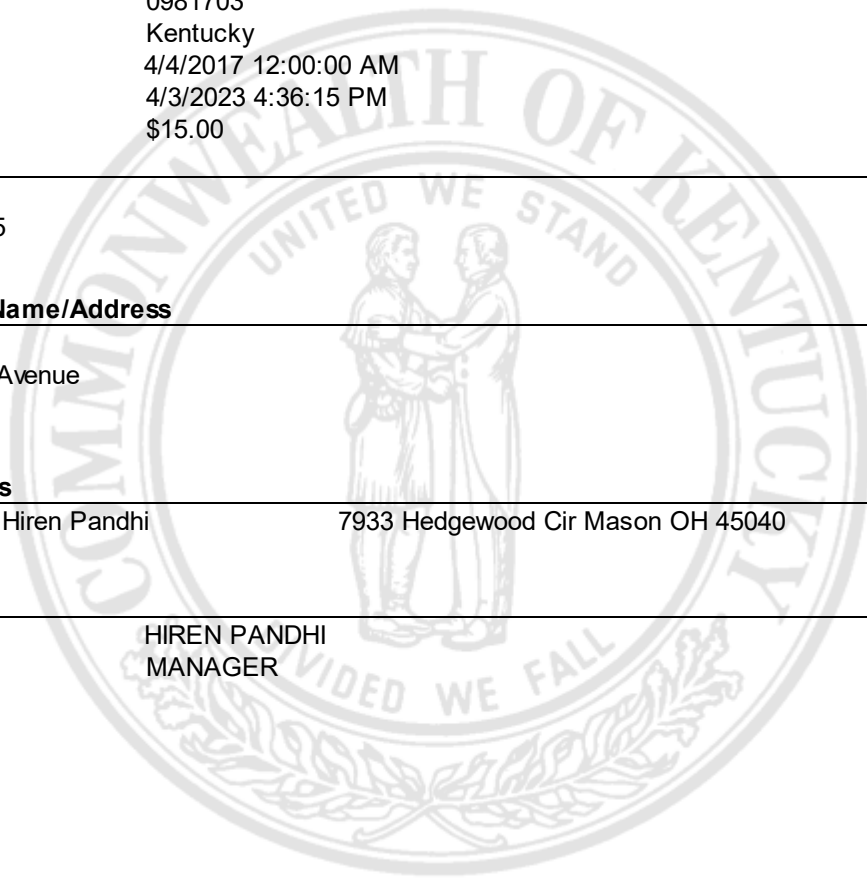 0981703
Kentucky
4/4/2017 12:00:00 AM
4/3/2023 4:36:15 PM
$15.00
5
Name/Address
Avenue
s
Hiren Pandhi 7933 Hedgewood Cir Mason OH 45040
HIREN PANDHI
MANAGER
COMMONWEALTH OF KENTUCKY
UNITED WE STAND
DIVIDED WE FALL